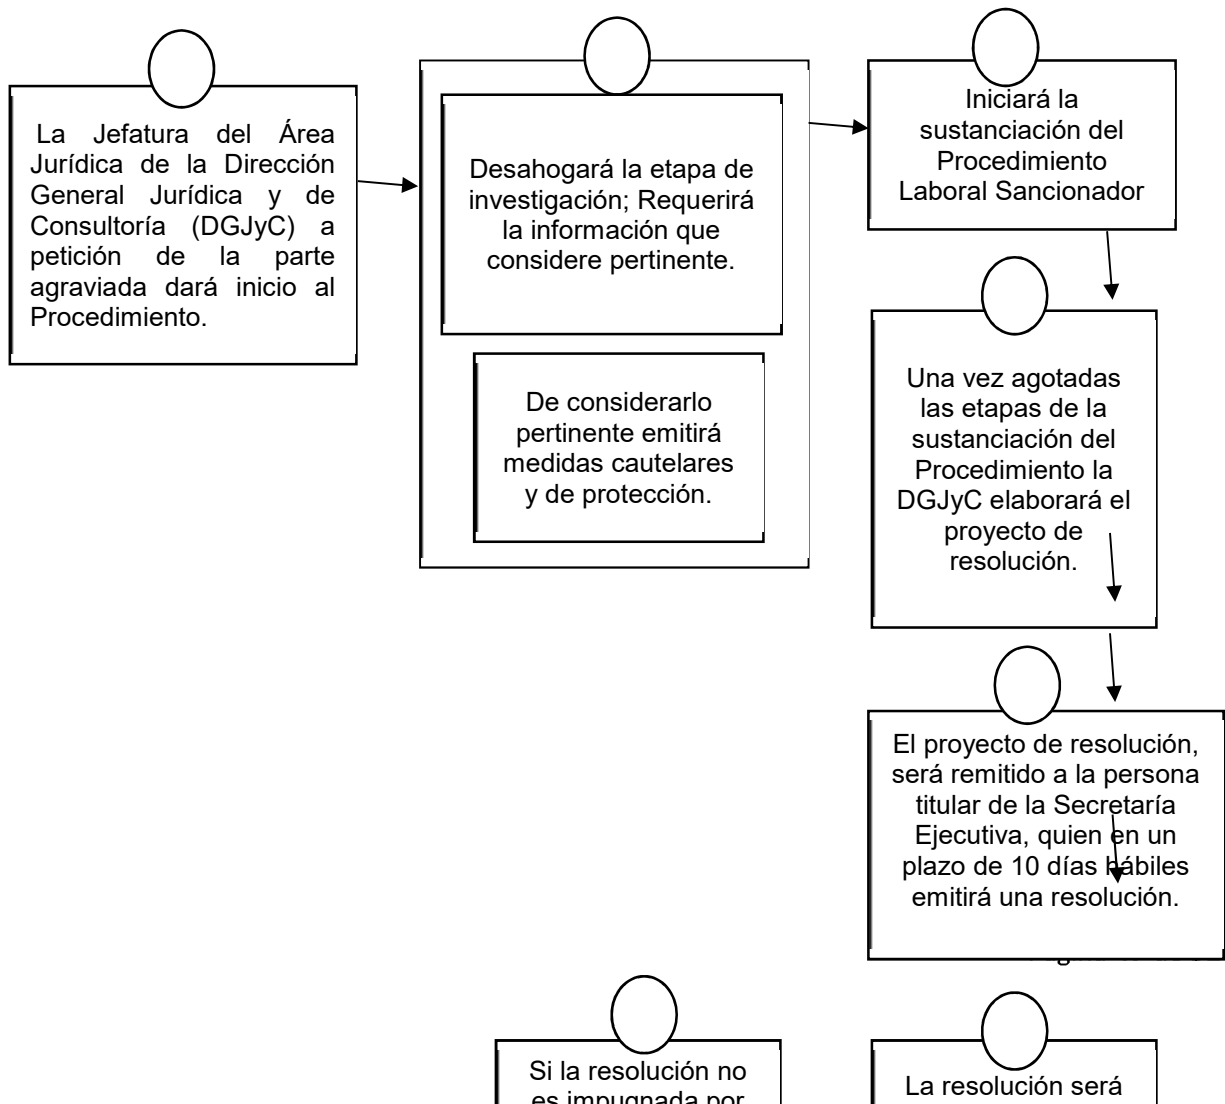 La Jefatura del Área
Jurídica de la Dirección
General Jurídica y de
Consultoría (DGJyC) a
petición de la parte
agraviada dará inicio al
Procedimiento.
Desahogará la etapa de
investigación; Requerirá
la información que
considere pertinente.
De considerarlo
pertinente emitirá
medidas cautelares
y de protección.
Iniciará la
sustanciación del
Procedimiento
Laboral Sancionador
Una vez agotadas
las etapas de la
sustanciación del
Procedimiento la
DGJyC elaborará el
proyecto de
resolución.
El proyecto de resolución,
será remitido a la persona
titular de la Secretaría
Ejecutiva, quien en un
plazo de 10 días hábiles
emitirá una resolución.
La resolución será
Si la resolución no
es impugnada por